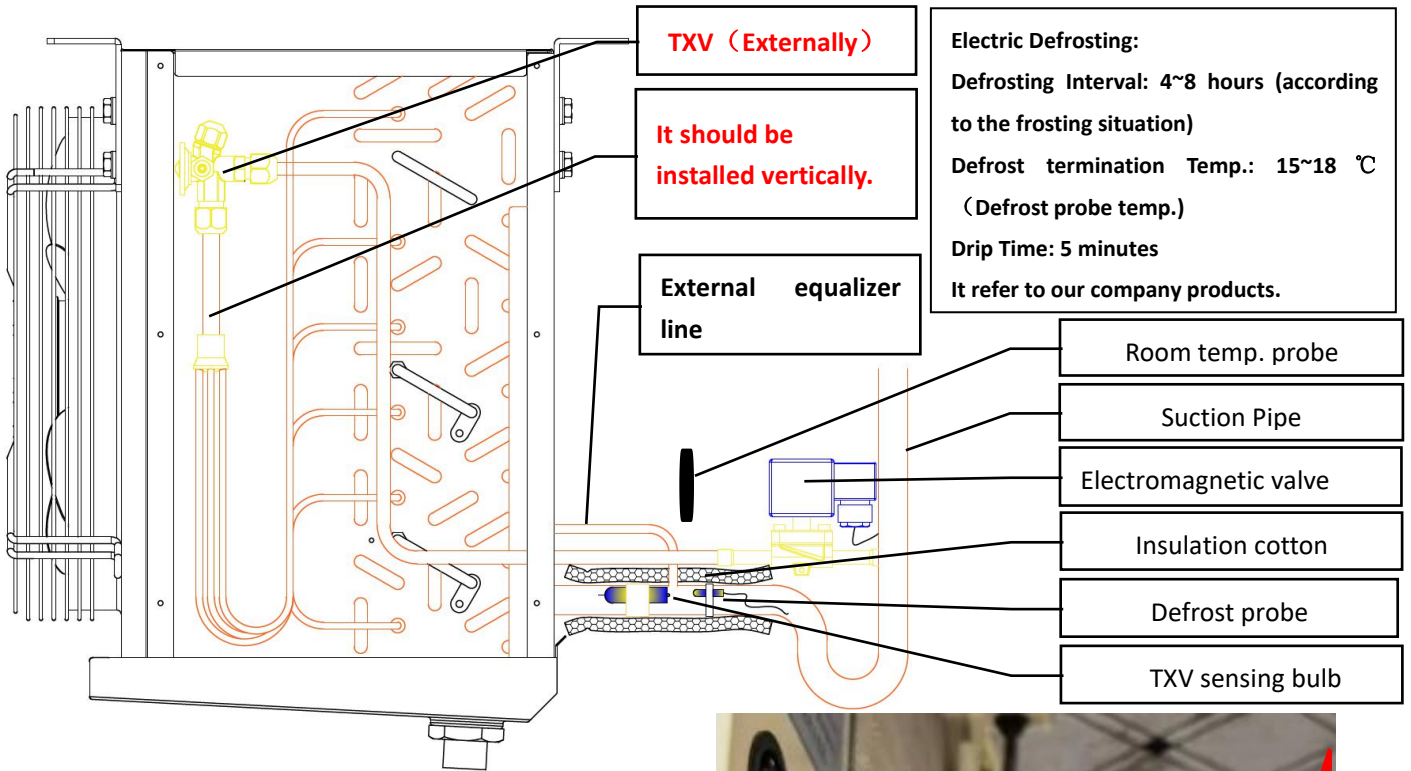 TXV（Externally）
It should be
installed vertically.
External equalizer
line
Electric Defrosting:
Defrosting Interval: 4~8 hours (according
to the frosting situation)
Defrost termination Temp.: 15~18 ℃
（Defrost probe temp.)
Drip Time: 5 minutes
It refer to our company products.
Room temp. probe
Suction Pipe
Electromagnetic valve
Insulation cotton
Defrost probe
TXV sensing bulb